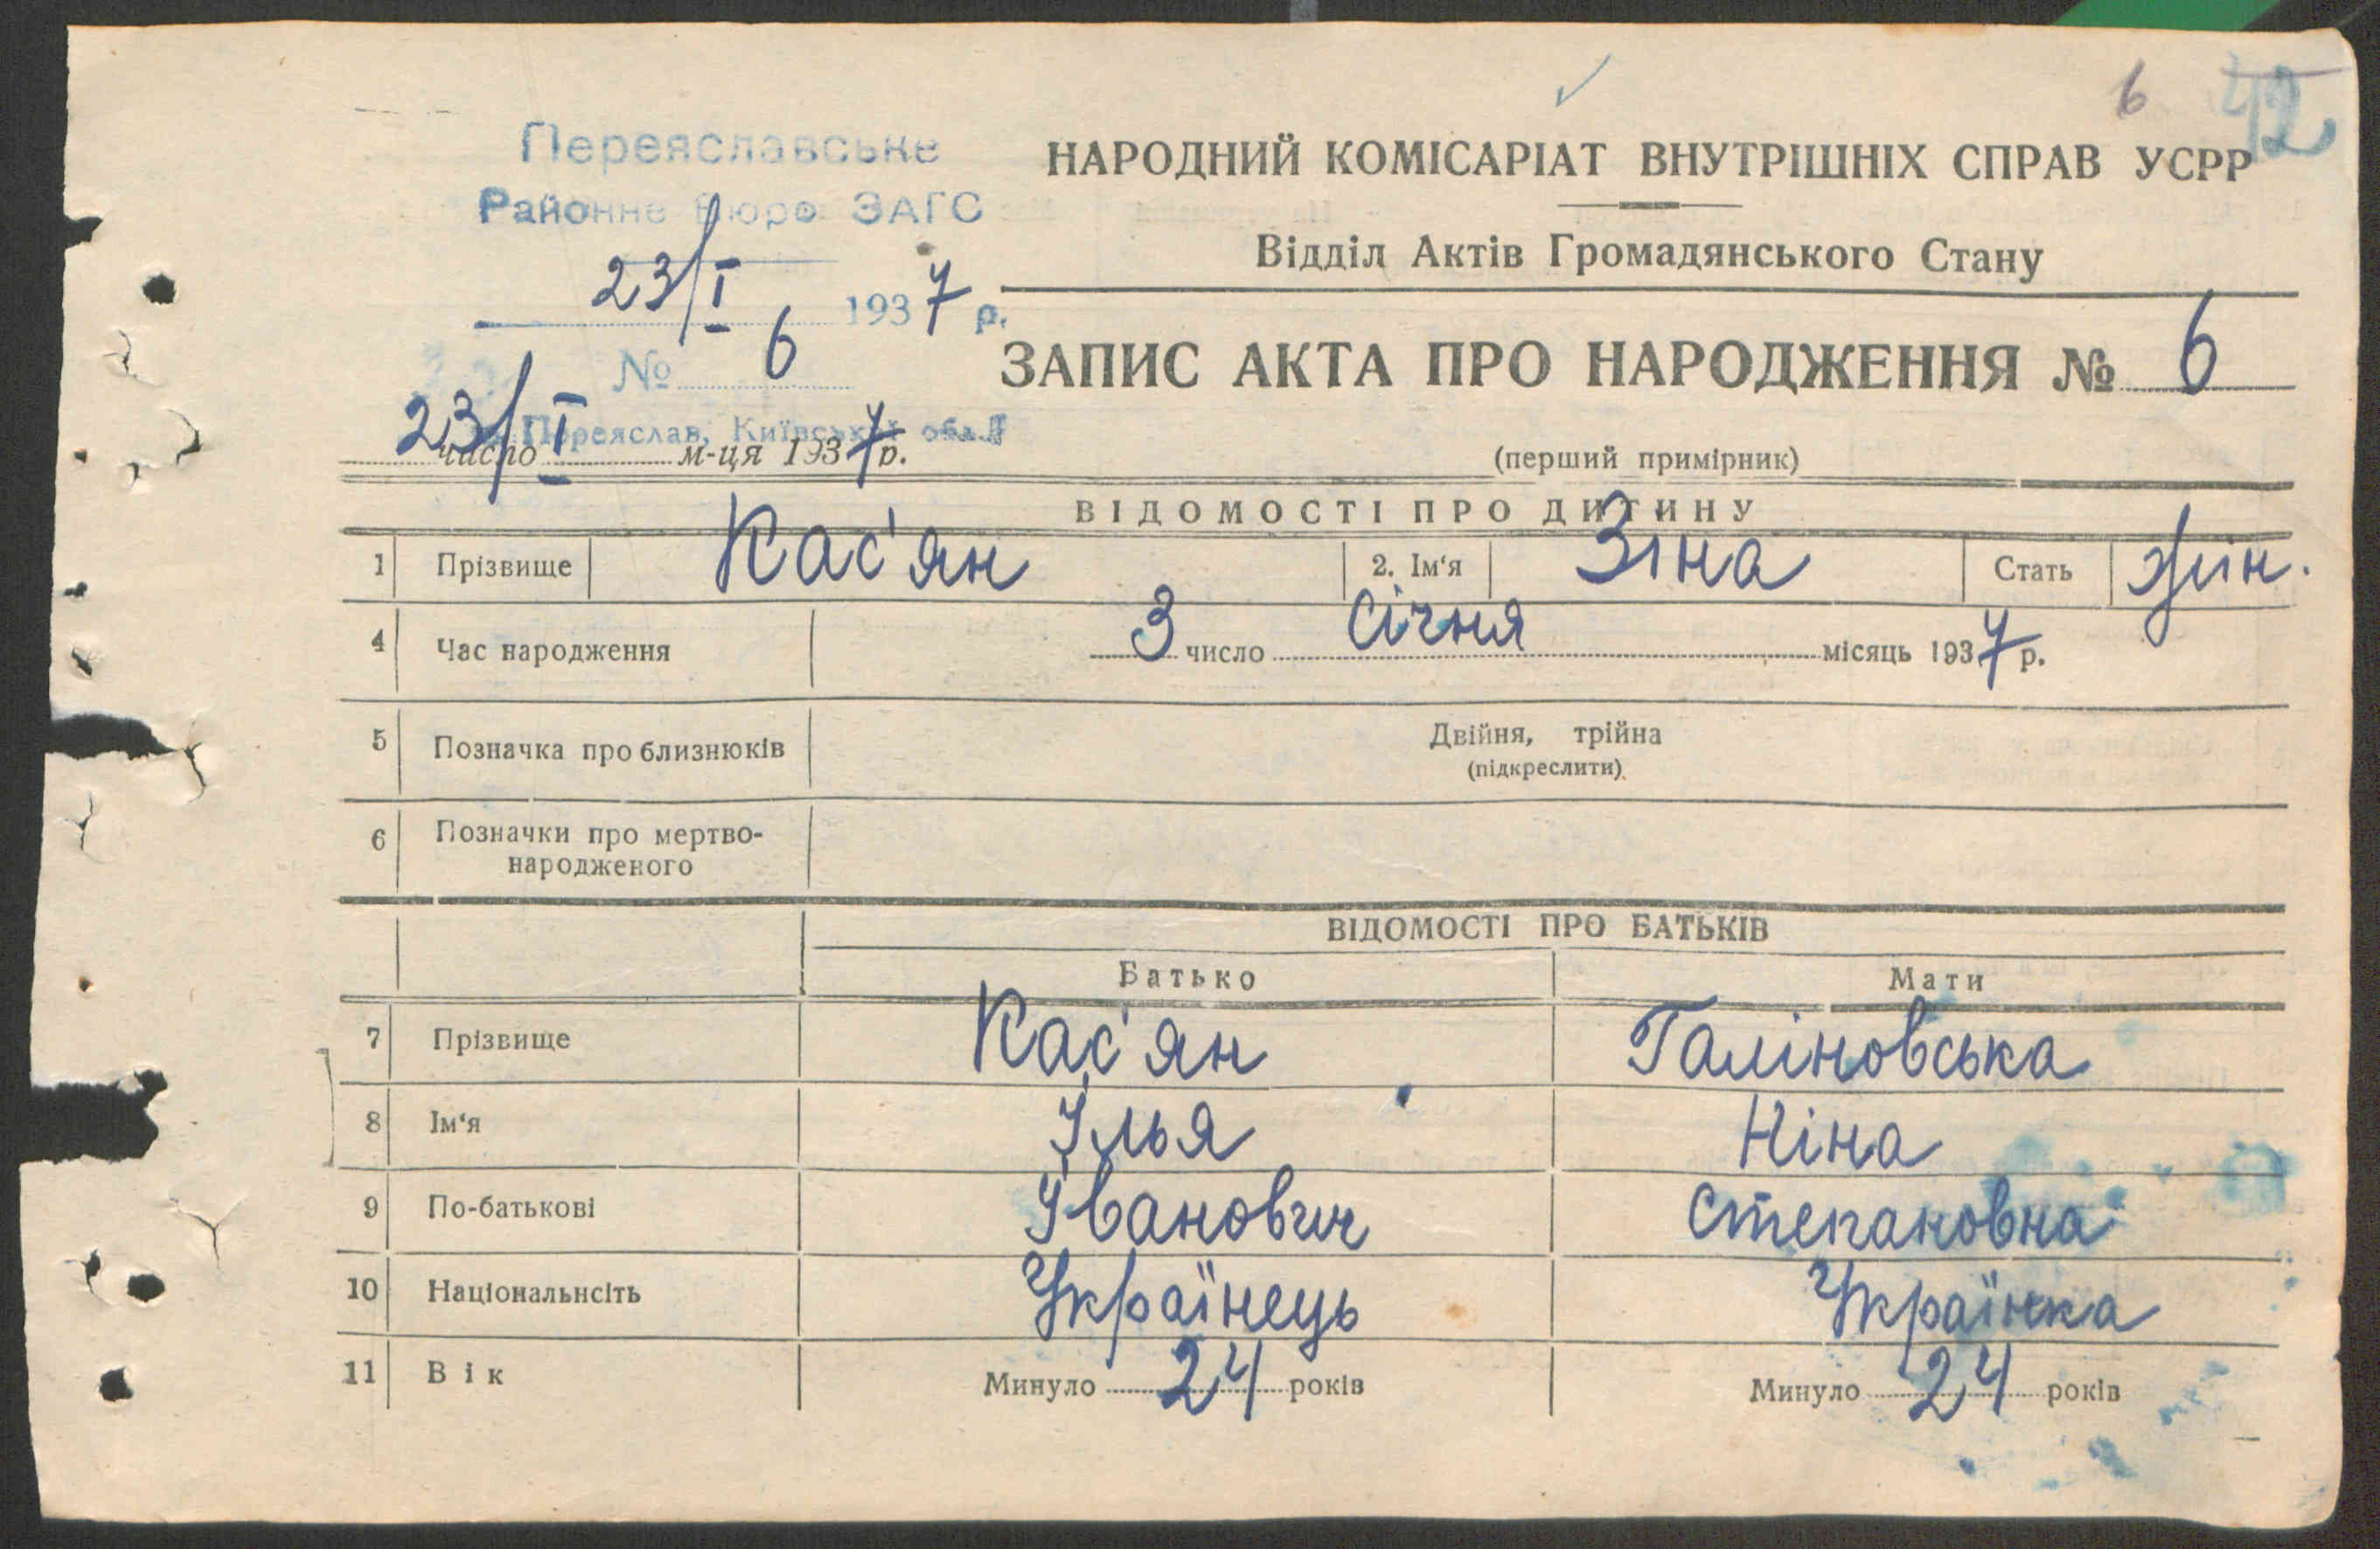 6 42
Переяславське
Районне Бюро ЗАГС
23/I 1937 р.
№ 6
м. Переяслав, Київської обл.
23/I число м-ця 1937 р.
НАРОДНИЙ КОМІСАРІАТ ВНУТРІШНІХ СПРАВ УСРР
Відділ Актів Громадянського Стану
ЗАПИС АКТА ПРО НАРОДЖЕННЯ № 6
(перший примірник)
ВІДОМОСТІ ПРО ДИТИНУ
1 Прізвище Кас'ян 2. Ім‘я Зіна Стать жін.
4 Час народження 3 число січня місяць 1937 р.
5 Позначка про близнюків Двійня, трійна
(підкреслити)
6 Позначки про мертво-
народженого
ВІДОМОСТІ ПРО БАТЬКІВ
Батько Мати
7 Прізвище Кас'ян Галіновська
8 Ім‘я Ілья Ніна
9 По-батькові Іванович Степановна
10 Національнсіть Українець Українка
11 Вік Минуло 24 років Минуло 24 років